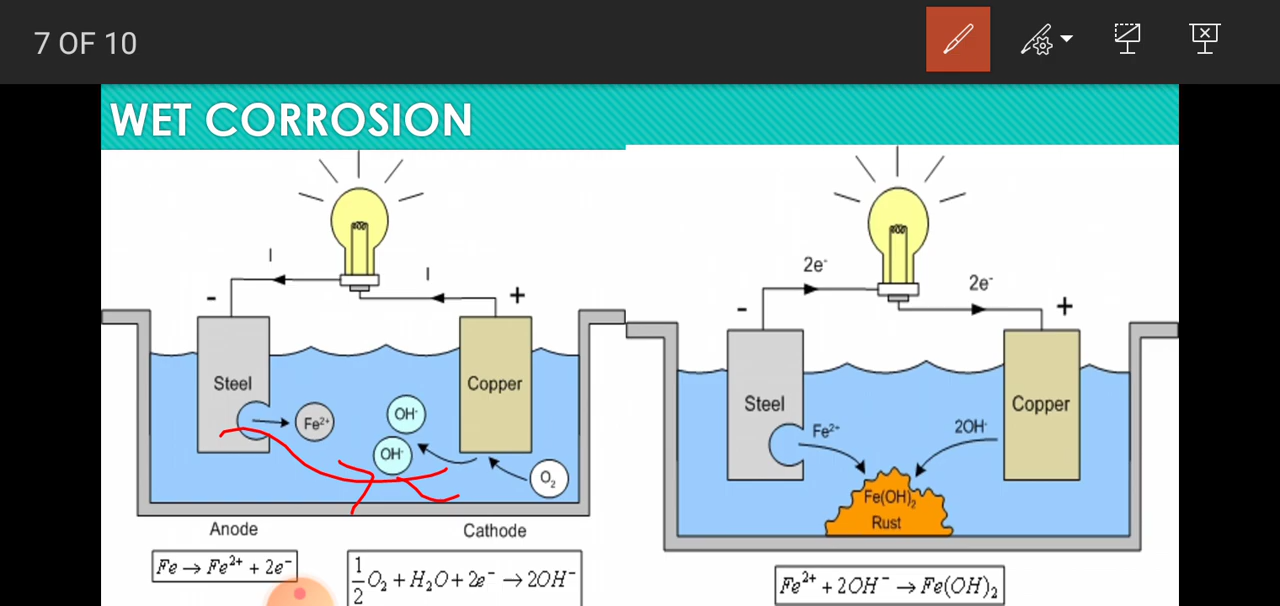 7 OF 10
WET CORROSION
I
I
-
+
Steel
Copper
Fe²⁺
OH⁻
OH⁻
O₂
Anode
Cathode
Fe → Fe²⁺ + 2e⁻
1/2 O₂ + H₂O + 2e⁻ → 2OH⁻
2e⁻
2e⁻
-
+
Steel
Copper
Fe²⁺
2OH⁻
Fe(OH)₂
Rust
Fe²⁺ + 2OH⁻ → Fe(OH)₂